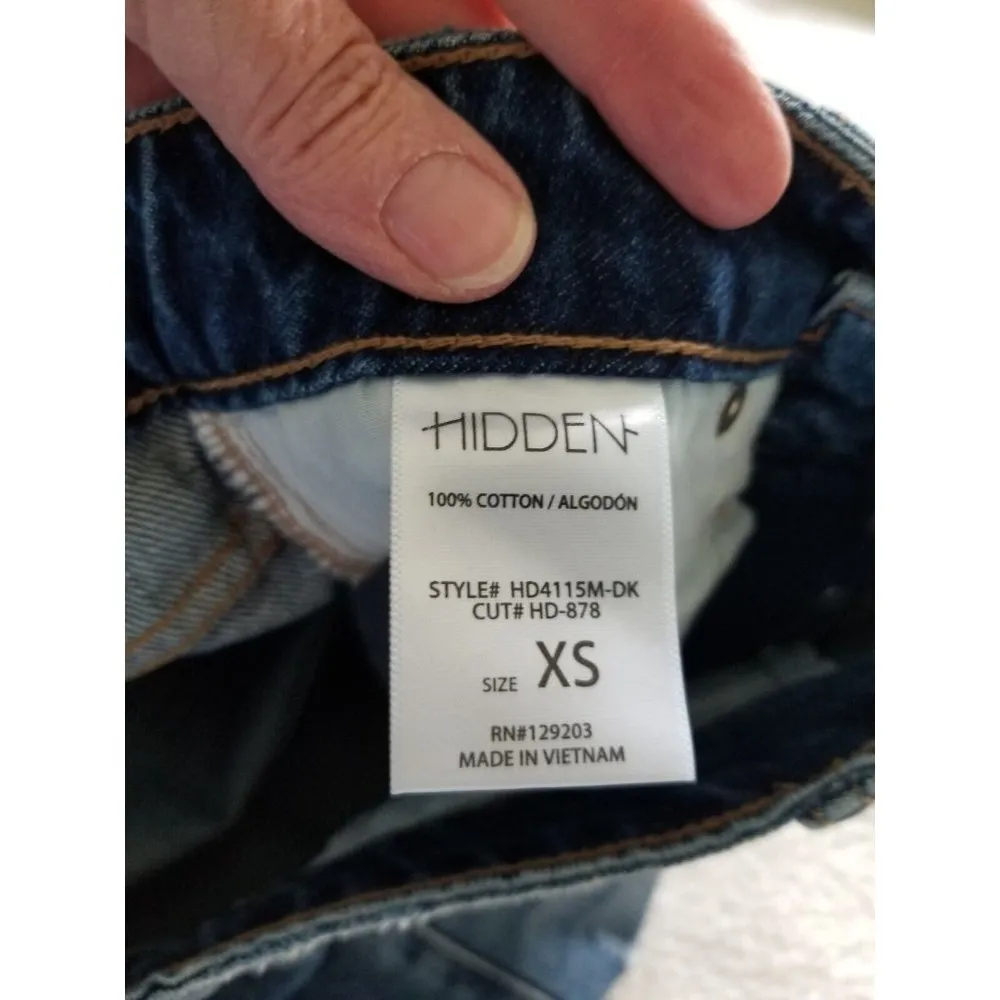 HIDDEN
100% COTTON / ALGODÓN
STYLE# HD4115M-DK
CUT# HD-878
SIZE XS
RN#129203
MADE IN VIETNAM